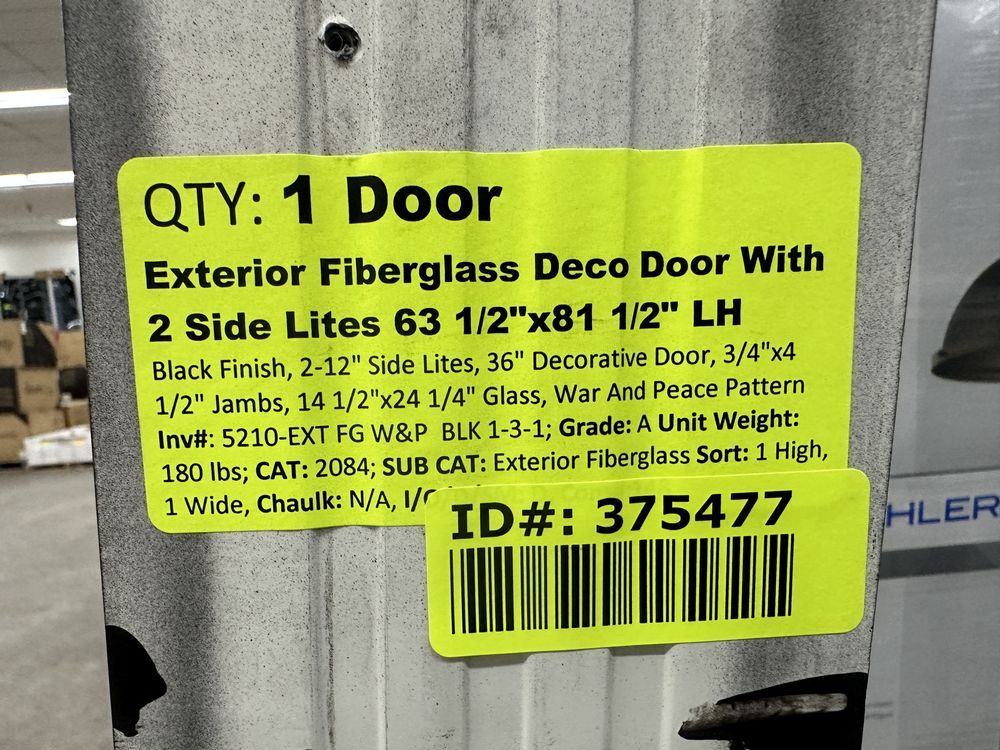 QTY: 1 Door
Exterior Fiberglass Deco Door With
2 Side Lites 63 1/2"x81 1/2" LH
Black Finish, 2-12" Side Lites, 36" Decorative Door, 3/4"x4
1/2" Jambs, 14 1/2"x24 1/4" Glass, War And Peace Pattern
Inv#: 5210-EXT FG W&P BLK 1-3-1; Grade: A Unit Weight:
180 lbs; CAT: 2084; SUB CAT: Exterior Fiberglass Sort: 1 High,
1 Wide, Chaulk: N/A,
ID#: 375477
HLER